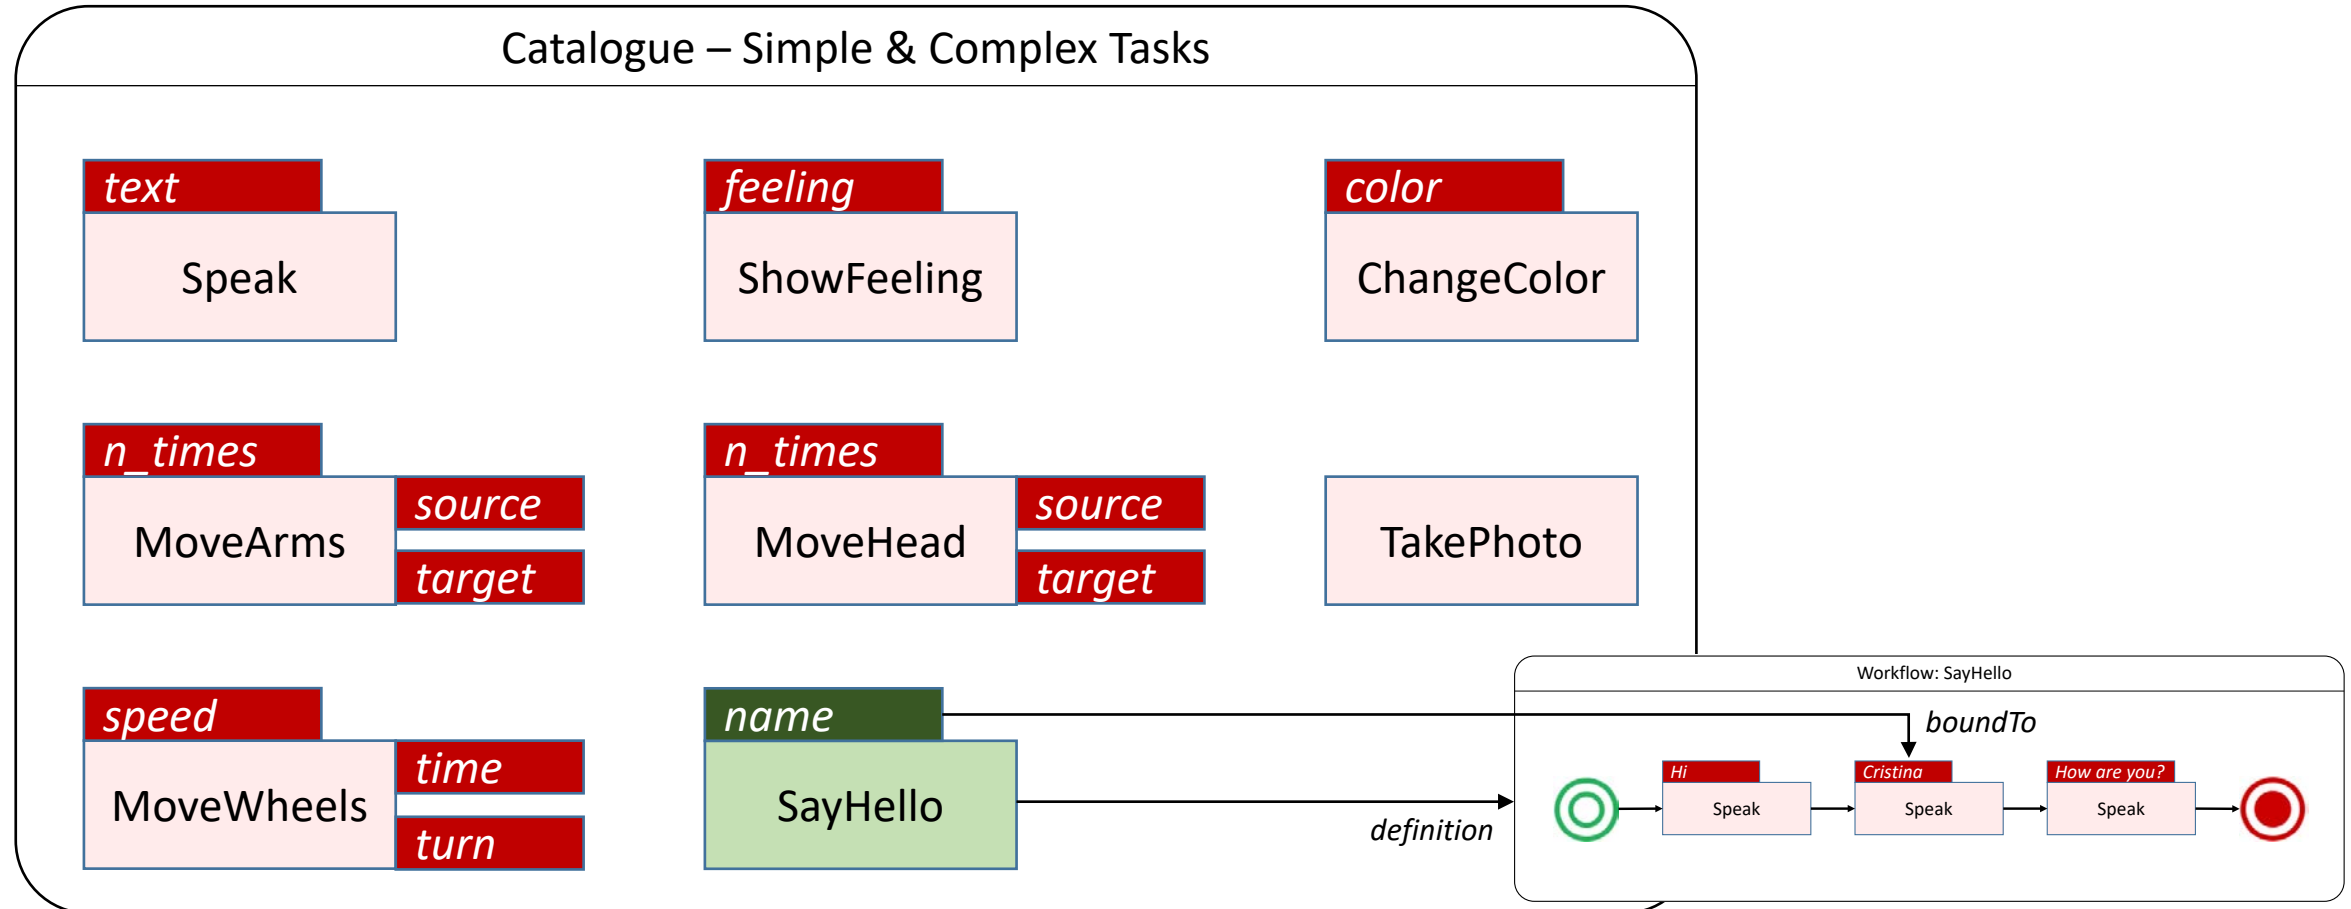 Catalogue – Simple & Complex Tasks
text
Speak
feeling
ShowFeeling
color
ChangeColor
n_times
MoveArms
source
target
n_times
MoveHead
source
target
TakePhoto
speed
MoveWheels
time
turn
name
SayHello
definition
Workflow: SayHello
boundTo
Hi
Speak
Cristina
Speak
How are you?
Speak